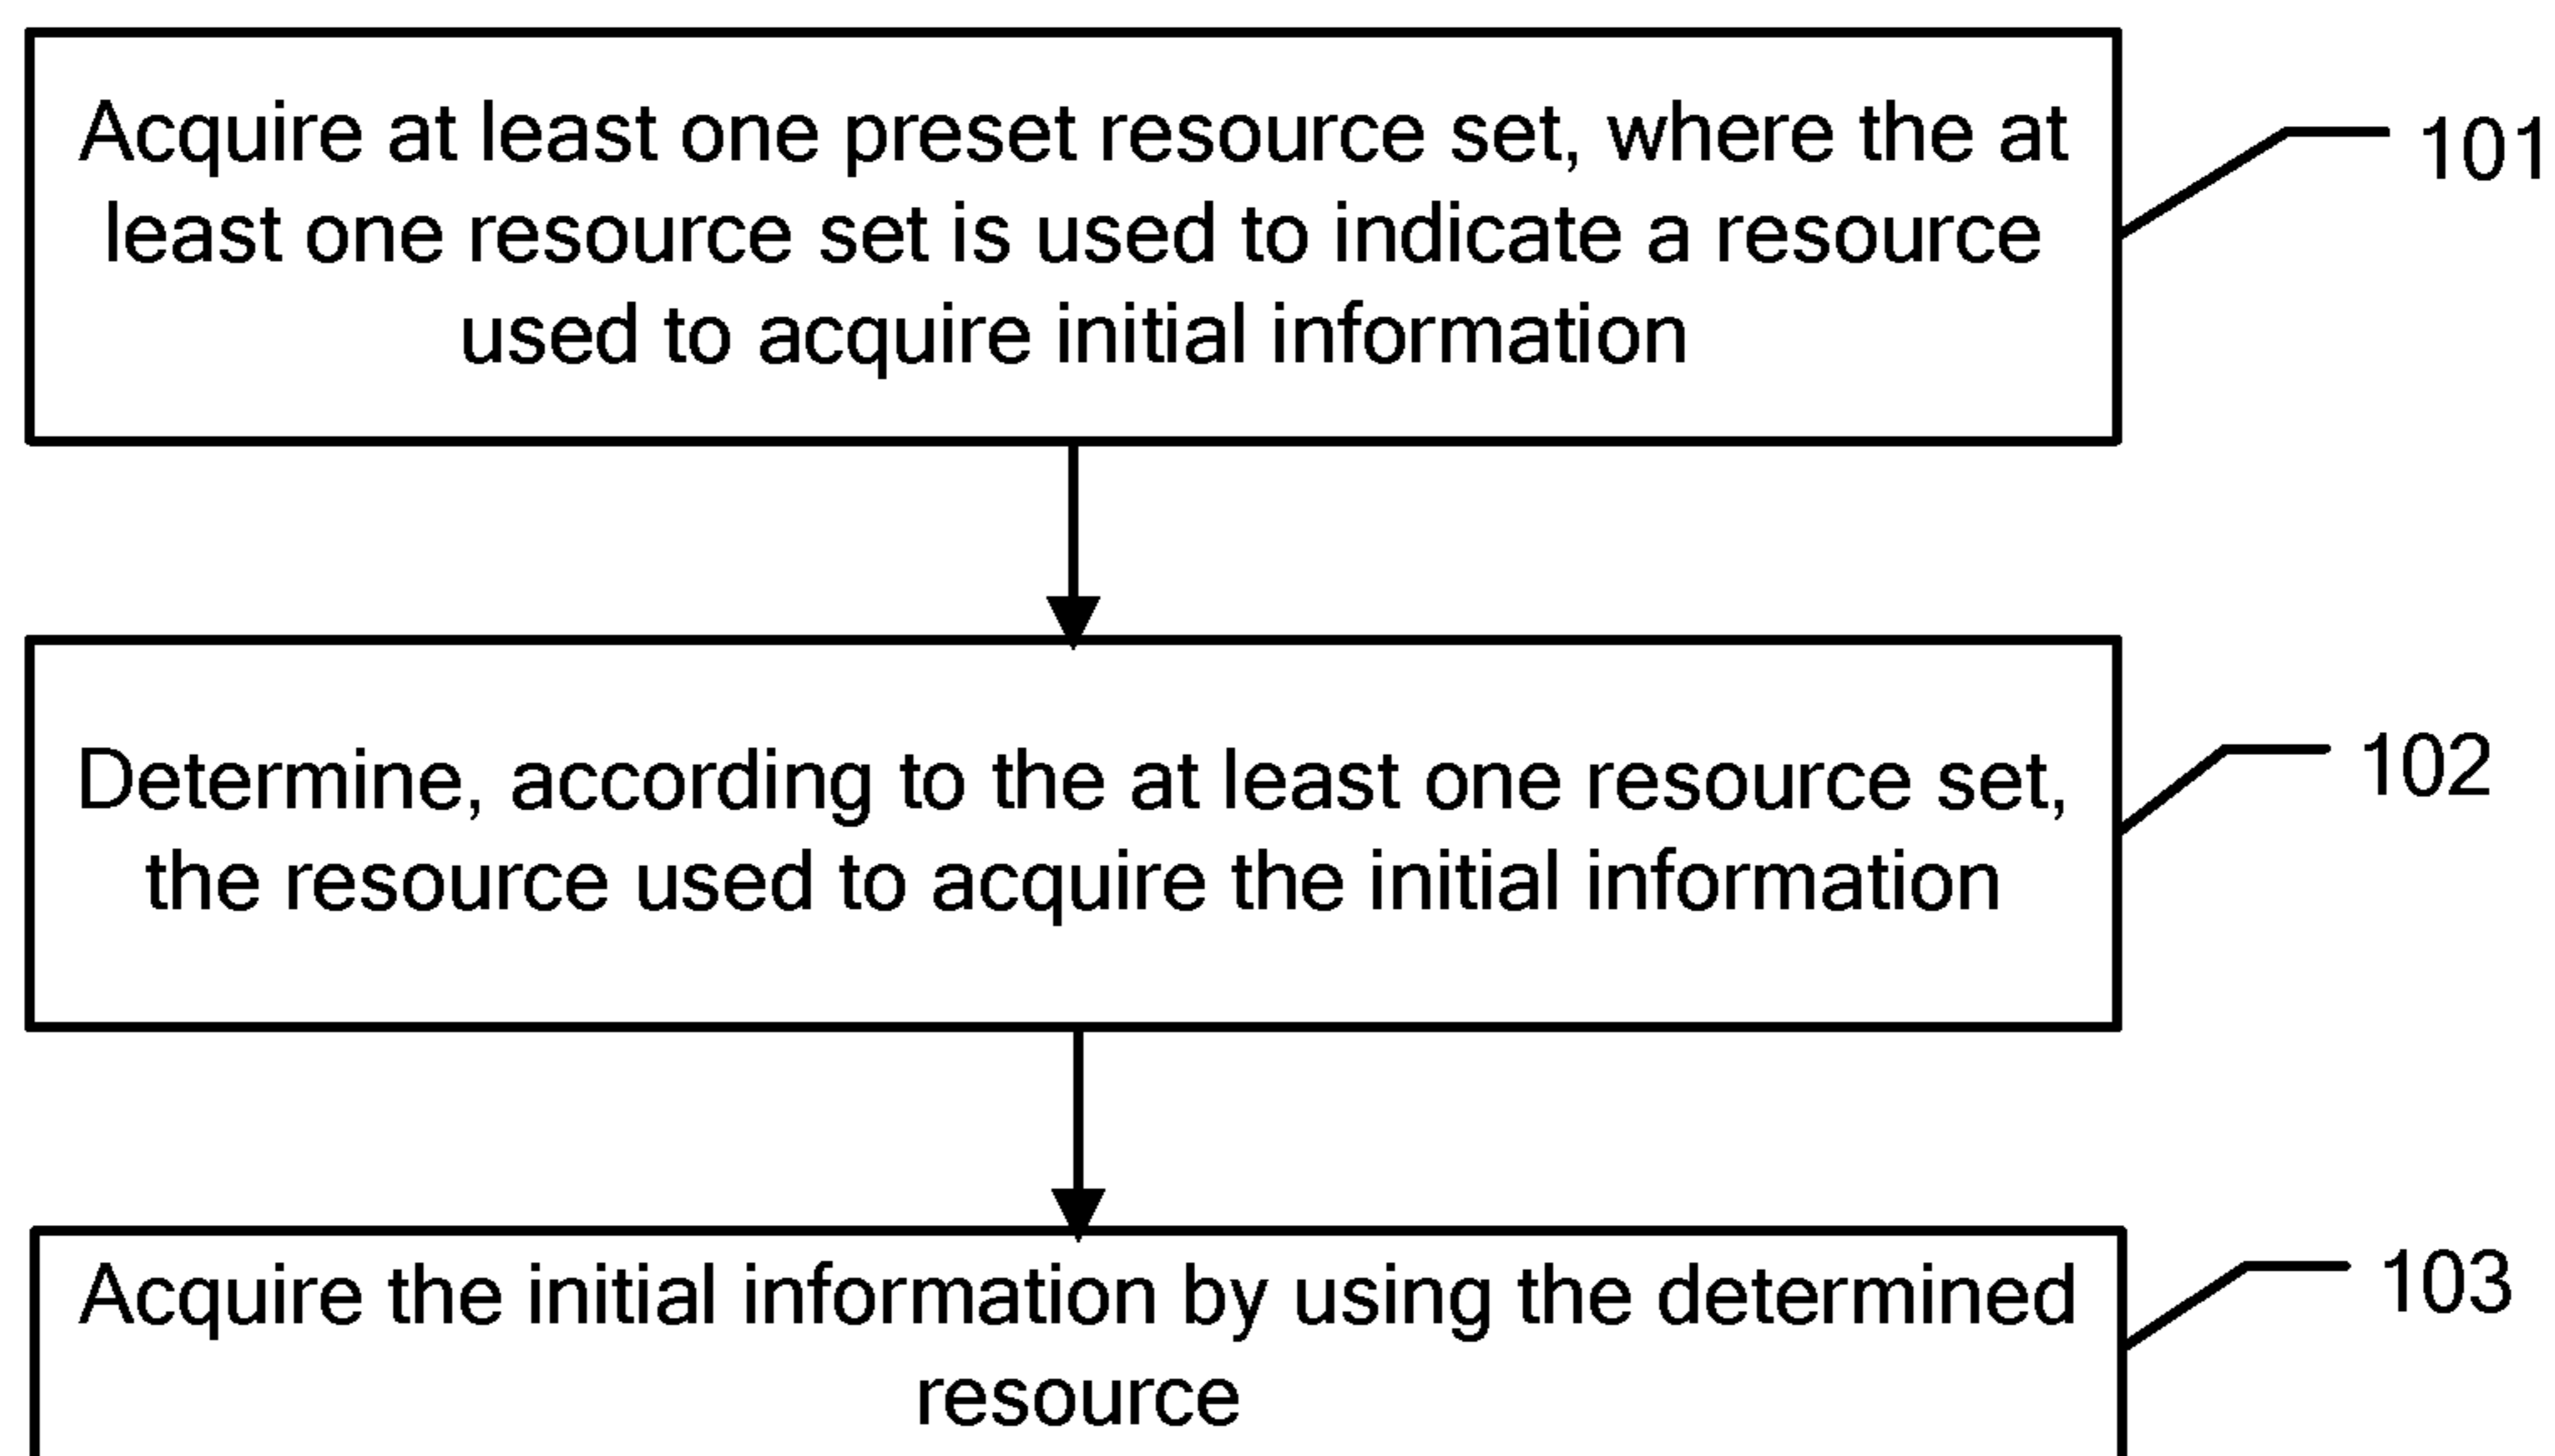 Acquire at least one preset resource set, where the at
least one resource set is used to indicate a resource
used to acquire initial information
101
Determine, according to the at least one resource set,
the resource used to acquire the initial information
102
Acquire the initial information by using the determined
resource
103